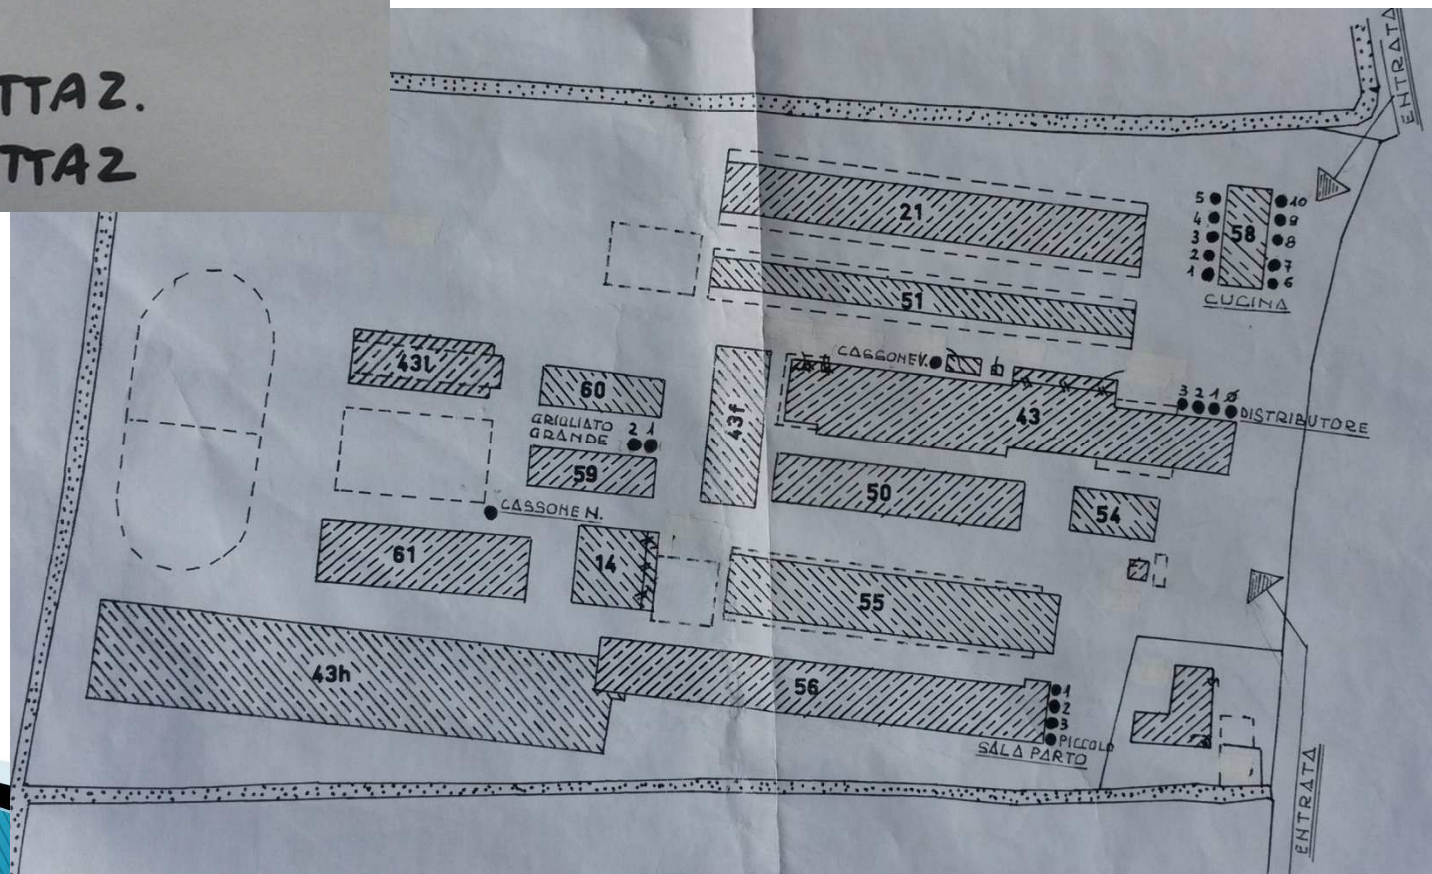 TTAZ.
TTAZ
ENTRATA
21
5 10
4 9
58
3 8
2 7
1 6
CUCINA
51
43l
60
CASSONE V.
43f
43
3 2 1 0
DISTRIBUTORE
GRIGLIATO 2 1
GRANDE
59
50
54
CASSONE N.
61
14
55
43h
56
1
2
3
PICCOLO
SALA PARTO
ENTRATA